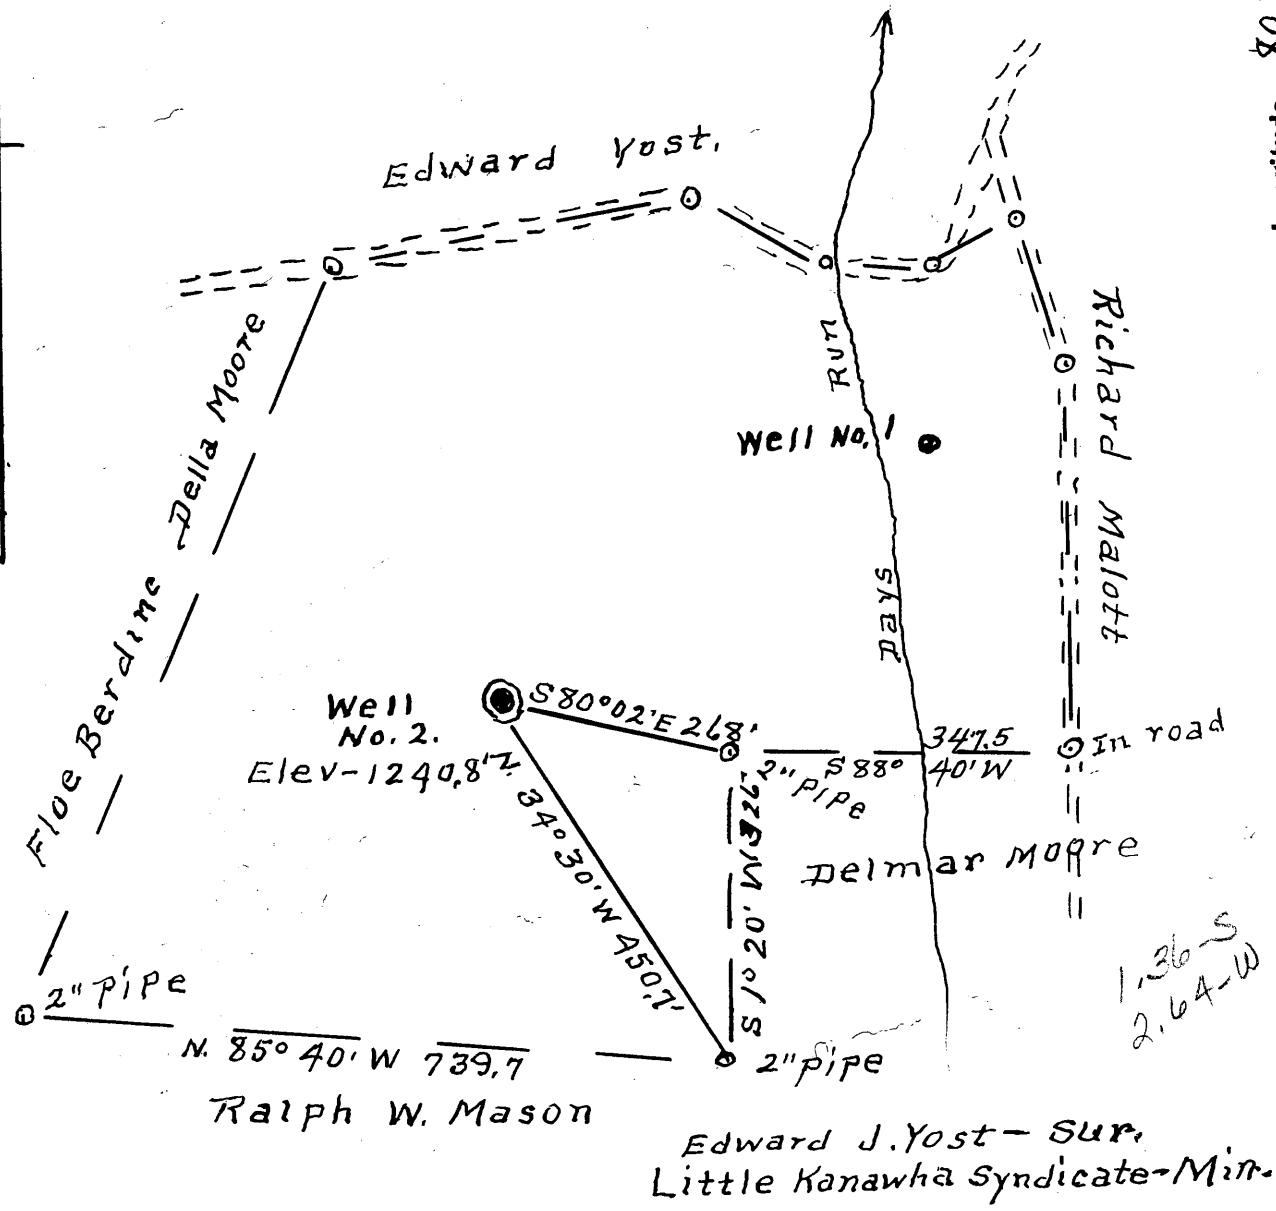 Edward Yost.
Floe Berdine - Della Moore
Richard Malott
Well No. 1
Days Run
Well
No. 2.
Elev-1240.8'
S 80°02'E 268'
N. 34°30'W 450.7'
2" pipe
S 88° 40' W
347.5
In road
S 1° 20' W 326'
Delmar Moore
2" Pipe
N. 85° 40' W 739.7
2" pipe
Ralph W. Mason
1.36-S
2.64-W
Edward J. Yost - Sur.
Little Kanawha Syndicate - Min.